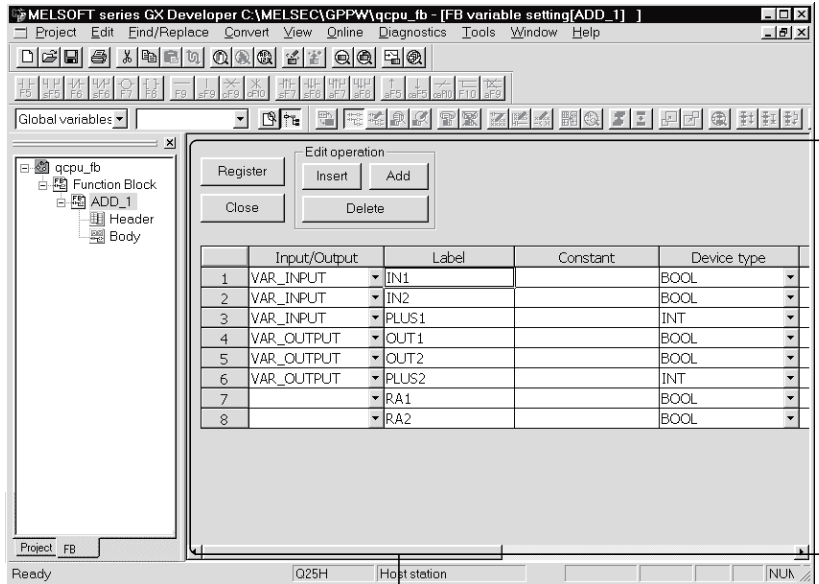 MELSOFT series GX Developer C:\MELSEC\GPPW\qcpu_fb - [FB variable setting[ADD_1] ]
Project Edit Find/Replace Convert View Online Diagnostics Tools Window Help
F5 sF5 F6 sF6 F7 F8 F9 sF9 cF9 cF10 sF7 sF8 aF7 aF8 aF5 caF5 caF10 F10 aF9
Global variables
qcpu_fb
Function Block
ADD_1
Header
Body
Project FB
Edit operation
Register Insert Add
Close Delete
Input/Output Label Constant Device type
1 VAR_INPUT IN1 BOOL
2 VAR_INPUT IN2 BOOL
3 VAR_INPUT PLUS1 INT
4 VAR_OUTPUT OUT1 BOOL
5 VAR_OUTPUT OUT2 BOOL
6 VAR_OUTPUT PLUS2 INT
7 RA1 BOOL
8 RA2 BOOL
Ready Q25H Host station NUM